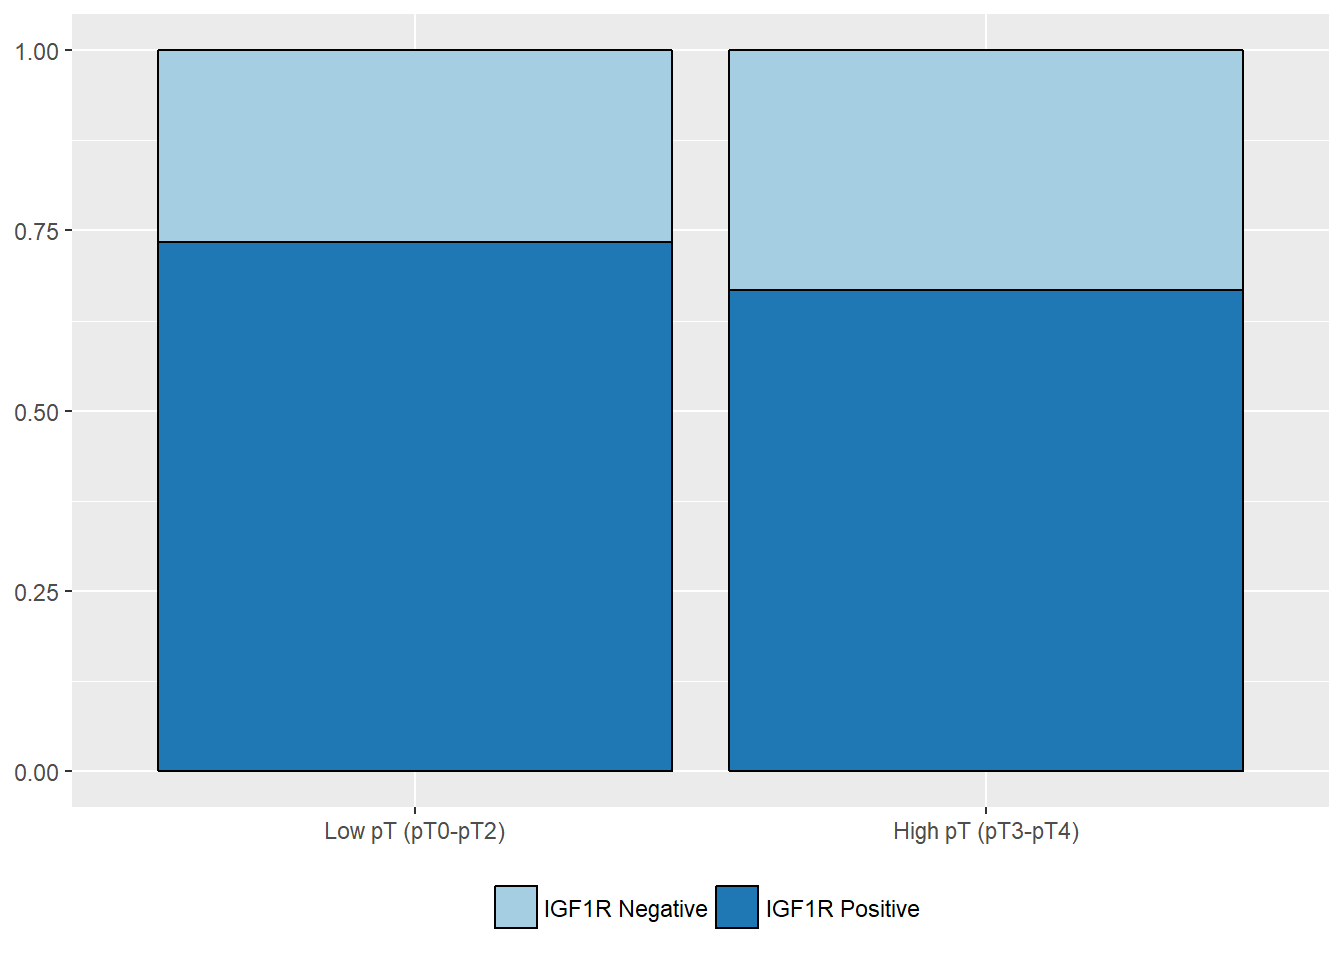 1.00
0.75
0.50
0.25
0.00
Low pT (pT0-pT2) High pT (pT3-pT4)
IGF1R Negative IGF1R Positive